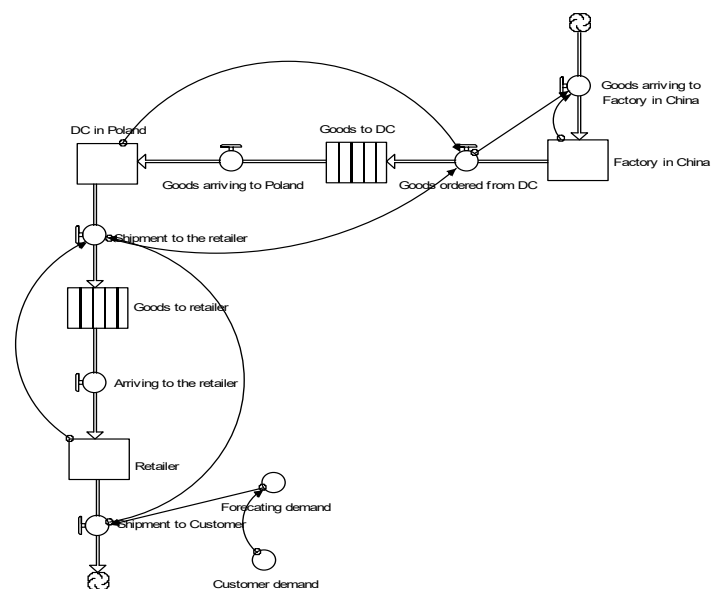 Goods arriving to
Factory in China
DC in Poland
Goods to DC
Factory in China
Goods arriving to Poland
Goods ordered from DC
Shipment to the retailer
Goods to retailer
Arriving to the retailer
Retailer
Forecating demand
Shipment to Customer
Customer demand